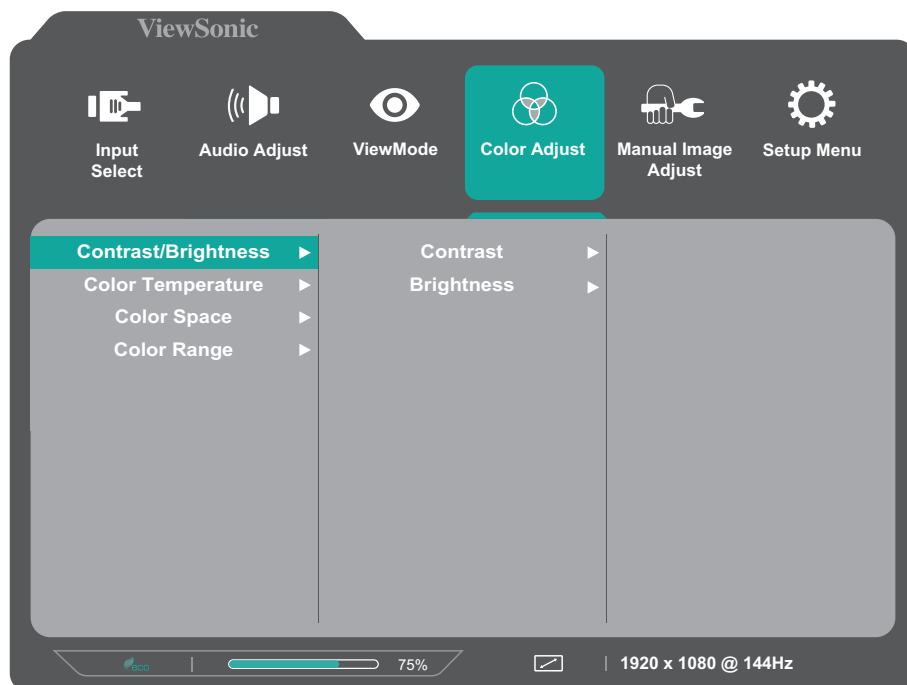 ViewSonic
Input Select
Audio Adjust
ViewMode
Color Adjust
Manual Image Adjust
Setup Menu
Contrast/Brightness
Color Temperature
Color Space
Color Range
Contrast
Brightness
eco
75%
1920 x 1080 @ 144Hz